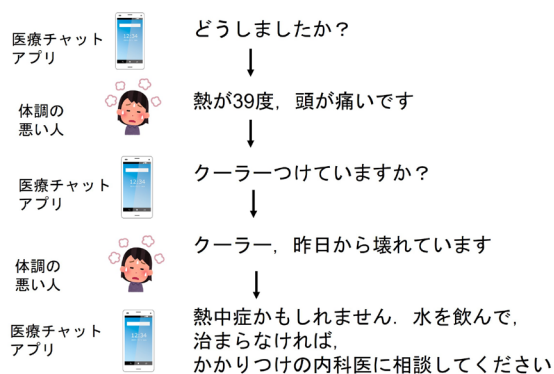 医療チャット
アプリ
どうしましたか？
体調の
悪い人
熱が39度，頭が痛いです
医療チャット
アプリ
クーラーつけていますか？
体調の
悪い人
クーラー，昨日から壊れています
医療チャット
アプリ
熱中症かもしれません．水を飲んで，
治まらなければ，
かかりつけの内科医に相談してください